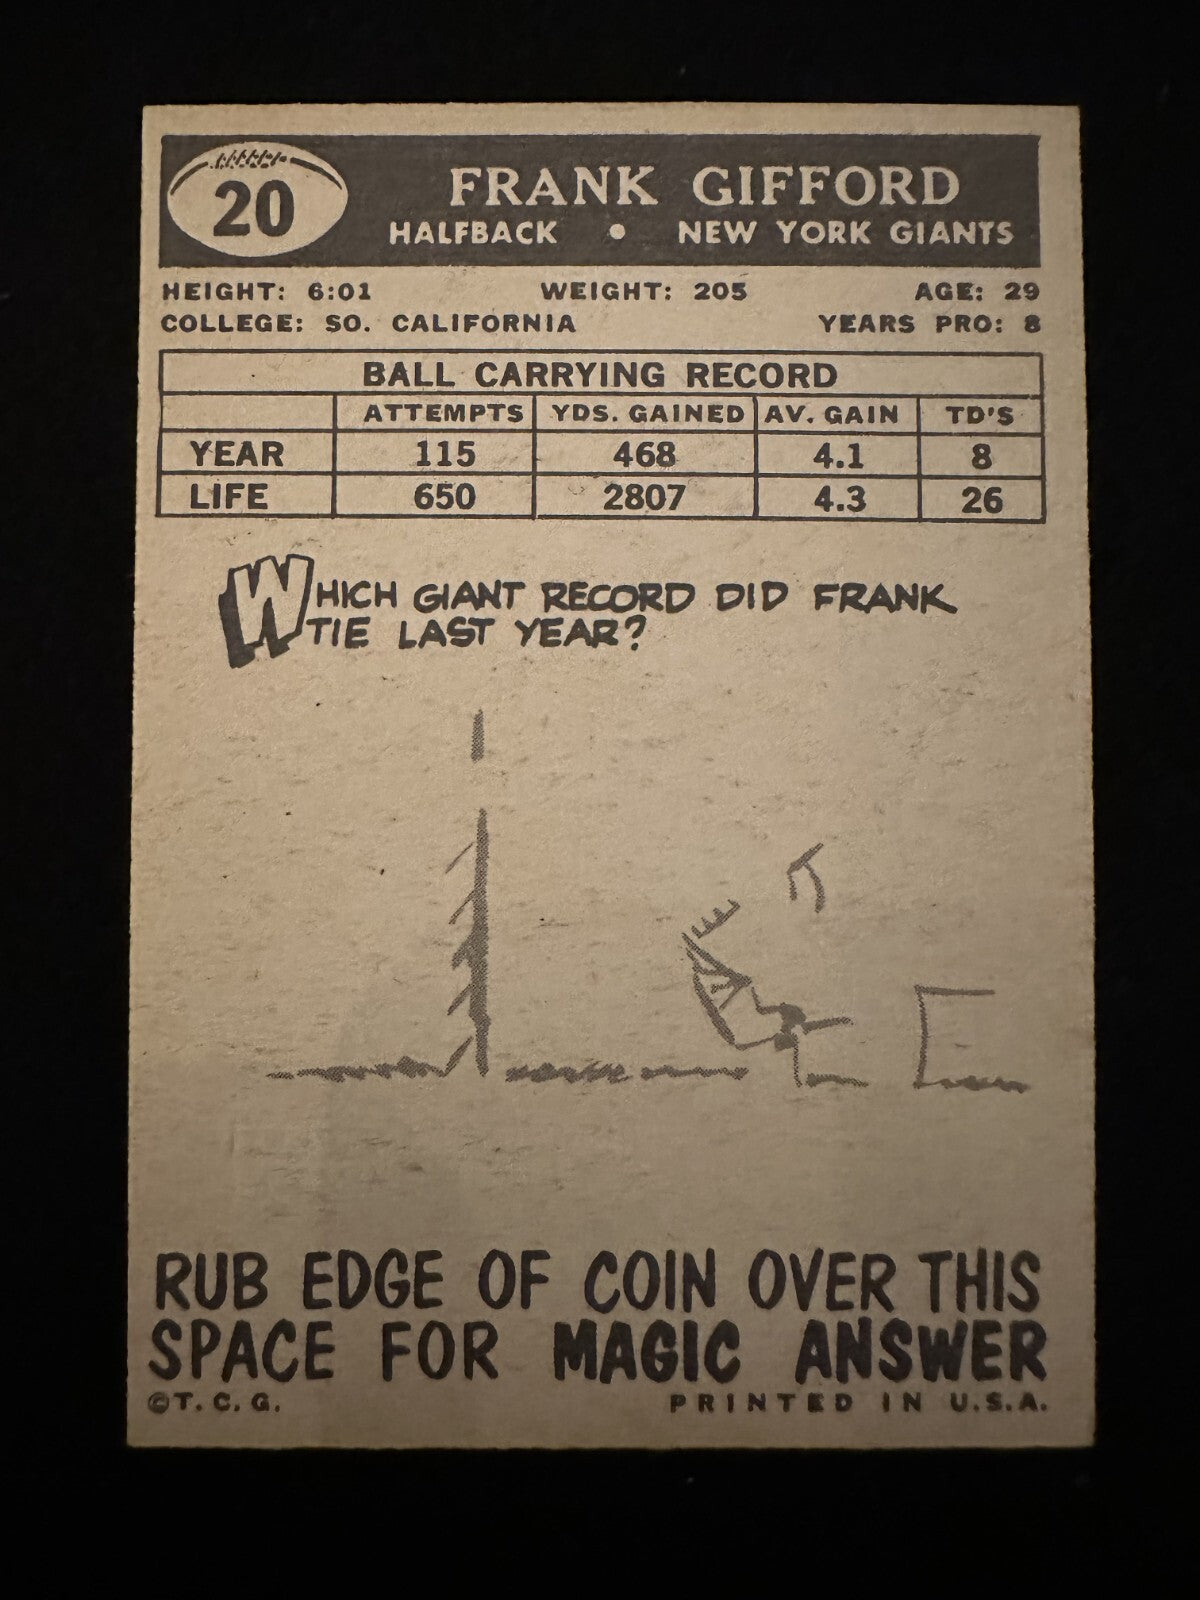 20
FRANK GIFFORD
HALFBACK • NEW YORK GIANTS
HEIGHT: 6:01 WEIGHT: 205 AGE: 29
COLLEGE: SO. CALIFORNIA YEARS PRO: 8
BALL CARRYING RECORD
ATTEMPTS YDS. GAINED AV. GAIN TD'S
YEAR 115 468 4.1 8
LIFE 650 2807 4.3 26
WHICH GIANT RECORD DID FRANK
TIE LAST YEAR?
RUB EDGE OF COIN OVER THIS
SPACE FOR MAGIC ANSWER
©T.C.G. PRINTED IN U.S.A.